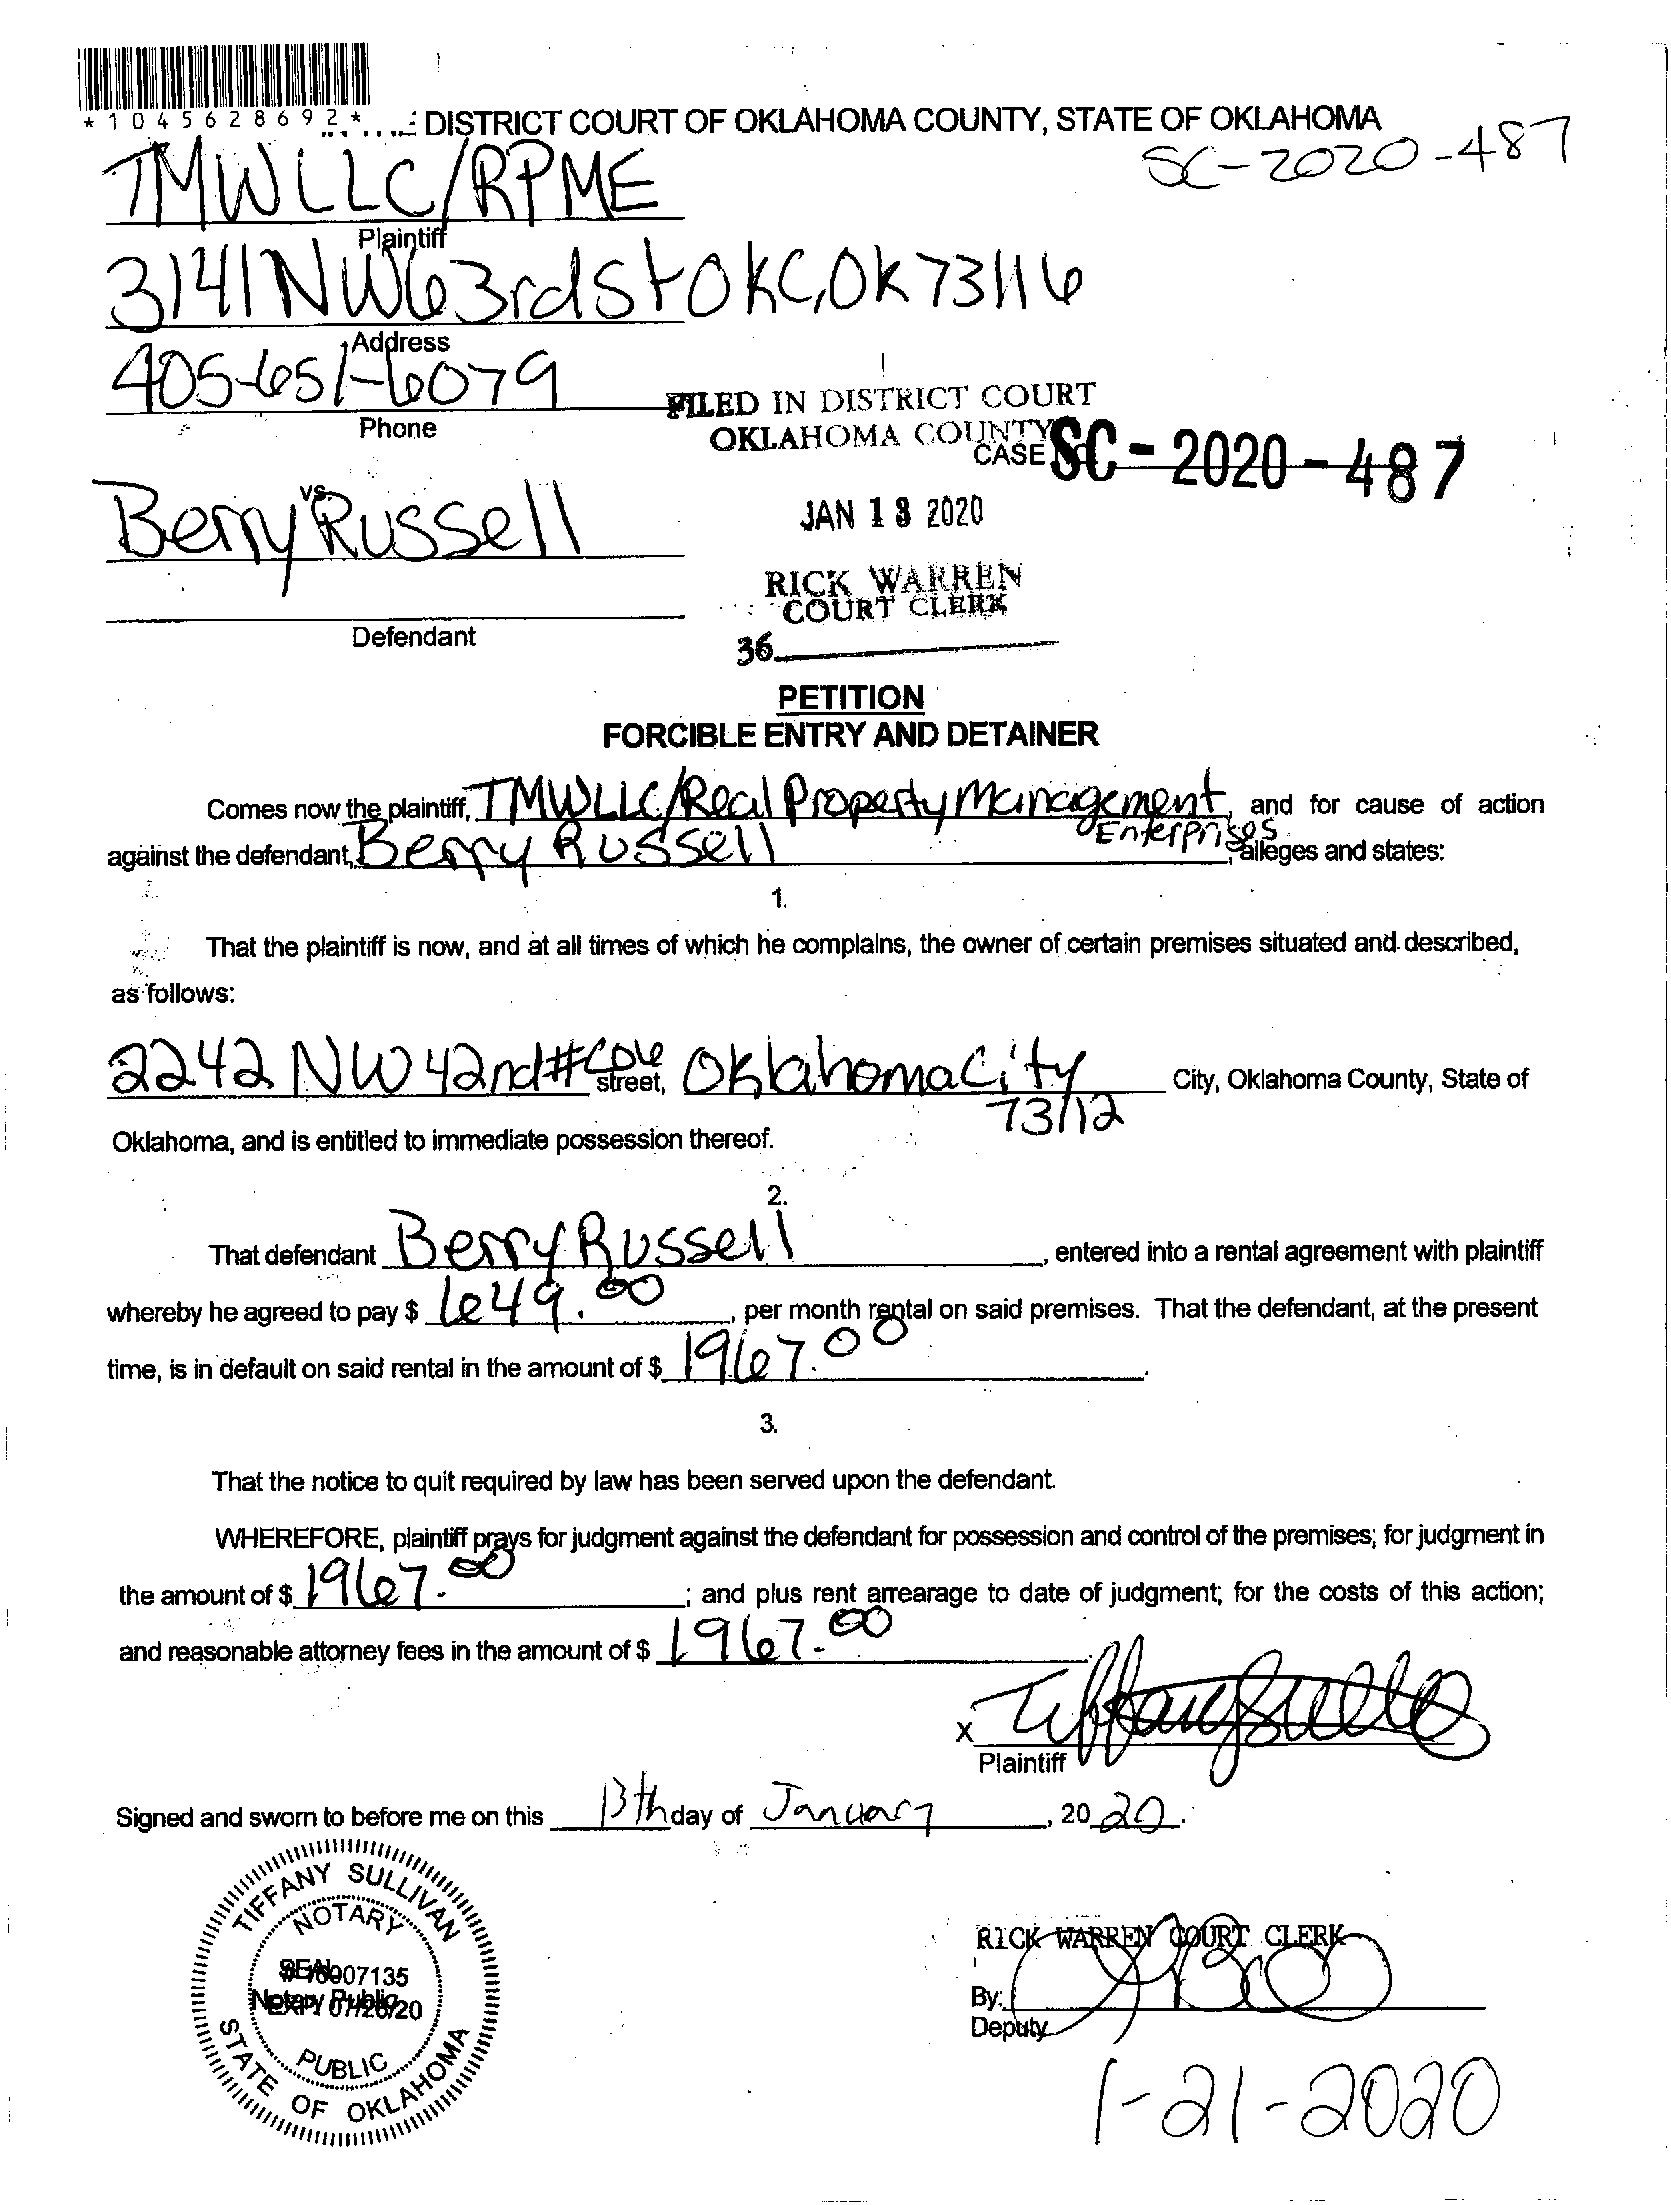 *1045628692*
DISTRICT COURT OF OKLAHOMA COUNTY, STATE OF OKLAHOMA
SC-2020-487
TMWLLC/RPME
Plaintiff
3141 NW 63rd St OKC, OK 73116
Address
405-651-6079
Phone
FILED IN DISTRICT COURT
OKLAHOMA COUNTY
CASE SC-2020-487
vs.
Berry Russell
JAN 13 2020
RICK WARREN
COURT CLERK
Defendant
36
PETITION
FORCIBLE ENTRY AND DETAINER
Comes now the plaintiff, TMWLLC/Real Property Management Enterprises, and for cause of action
against the defendant, Berry Russell, alleges and states:
1.
That the plaintiff is now, and at all times of which he complains, the owner of certain premises situated and described,
as follows:
2242 NW 42nd # street, Oklahoma City City, Oklahoma County, State of
73112
Oklahoma, and is entitled to immediate possession thereof.
2.
That defendant Berry Russell, entered into a rental agreement with plaintiff
whereby he agreed to pay $ 649.00, per month rental on said premises. That the defendant, at the present
time, is in default on said rental in the amount of $ 1967.00.
3.
That the notice to quit required by law has been served upon the defendant.
WHEREFORE, plaintiff prays for judgment against the defendant for possession and control of the premises; for judgment in
the amount of $ 1967.00; and plus rent arrearage to date of judgment; for the costs of this action;
and reasonable attorney fees in the amount of $ 1967.00
x
Plaintiff
Signed and sworn to before me on this 13th day of January, 2020.
TIFFANY SULLIVAN
NOTARY
SEAL
Notary Public
EXP 07/28/20
PUBLIC
STATE OF OKLAHOMA
RICK WARREN COURT CLERK
By:
Deputy
1-21-2020